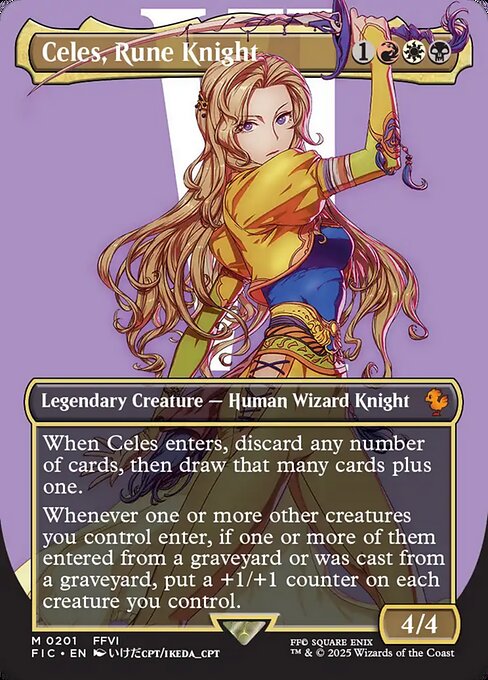 Celes, Rune Knight 1
Legendary Creature — Human Wizard Knight
When Celes enters, discard any number
of cards, then draw that many cards plus
one.
Whenever one or more other creatures
you control enter, if one or more of them
entered from a graveyard or was cast from
a graveyard, put a +1/+1 counter on each
creature you control.
4/4
M 0201 FFVI
FIC • EN いけだCPT/IKEDA_CPT
FF© SQUARE ENIX
™ & © 2025 Wizards of the Coast